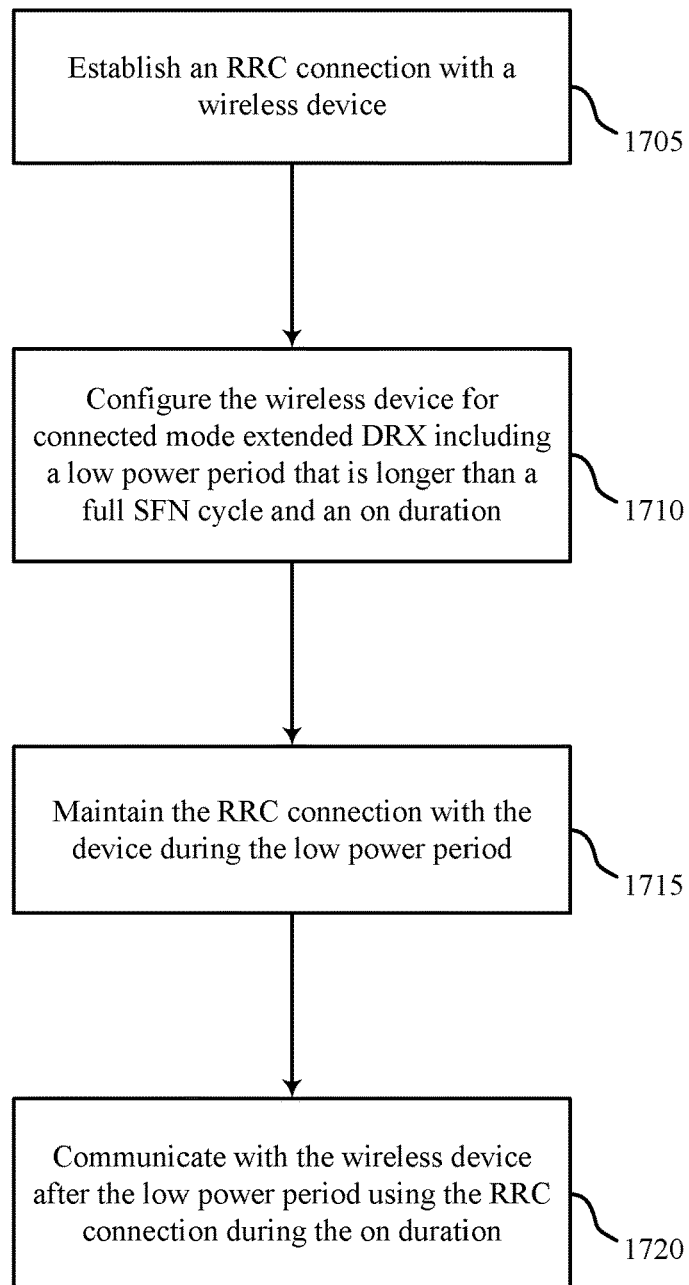 Establish an RRC connection with a
wireless device
1705
Configure the wireless device for
connected mode extended DRX including
a low power period that is longer than a
full SFN cycle and an on duration
1710
Maintain the RRC connection with the
device during the low power period
1715
Communicate with the wireless device
after the low power period using the RRC
connection during the on duration
1720